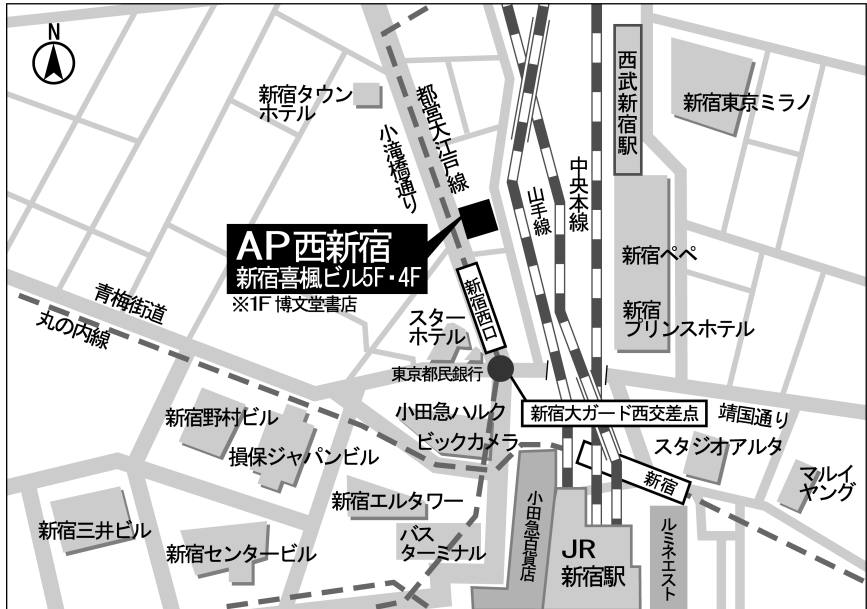 N
新宿タウン
ホテル
都営大江戸線
小滝橋通り
西武新宿駅
新宿東京ミラノ
中央本線
山手線
AP西新宿
新宿喜楓ビル5F・4F
※1F 博文堂書店
新宿西口
新宿ペペ
新宿
プリンスホテル
青梅街道
丸の内線
スター
ホテル
東京都民銀行
新宿大ガード西交差点
靖国通り
新宿野村ビル
小田急ハルク
ビックカメラ
損保ジャパンビル
スタジオアルタ
マルイ
ヤング
新宿
新宿エルタワー
新宿三井ビル
新宿センタービル
バス
ターミナル
小田急百貨店
JR
新宿駅
ルミネエスト